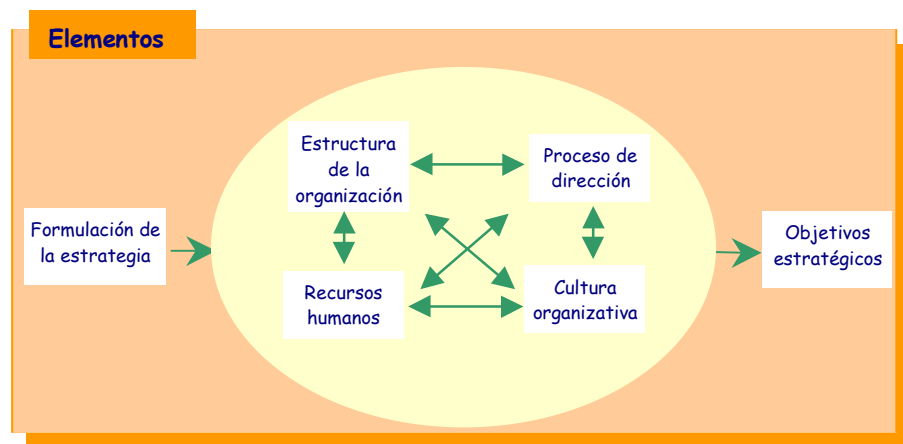 Elementos
Estructura
de la
organización
Proceso de
dirección
Formulación de
la estrategia
Objetivos
estratégicos
Recursos
humanos
Cultura
organizativa